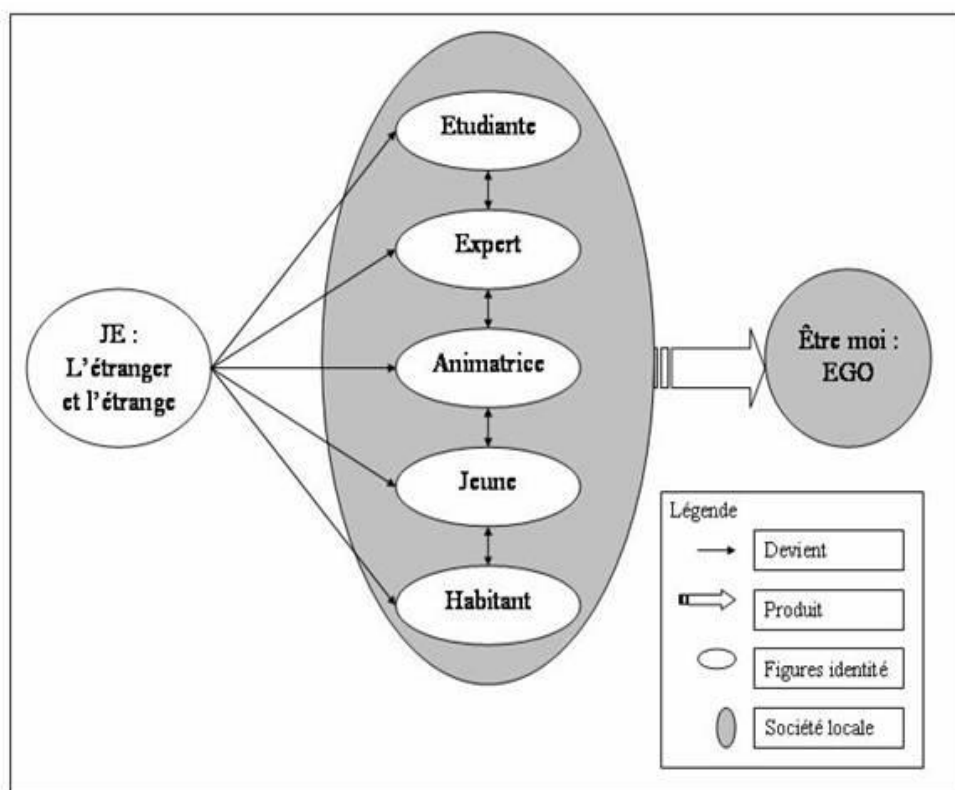 Etudiante
Expert
JE :
L'étranger
et l'étrange
Animatrice
Être moi :
EGO
Jeune
Habitant
Légende
Devient
Produit
Figures identité
Société locale